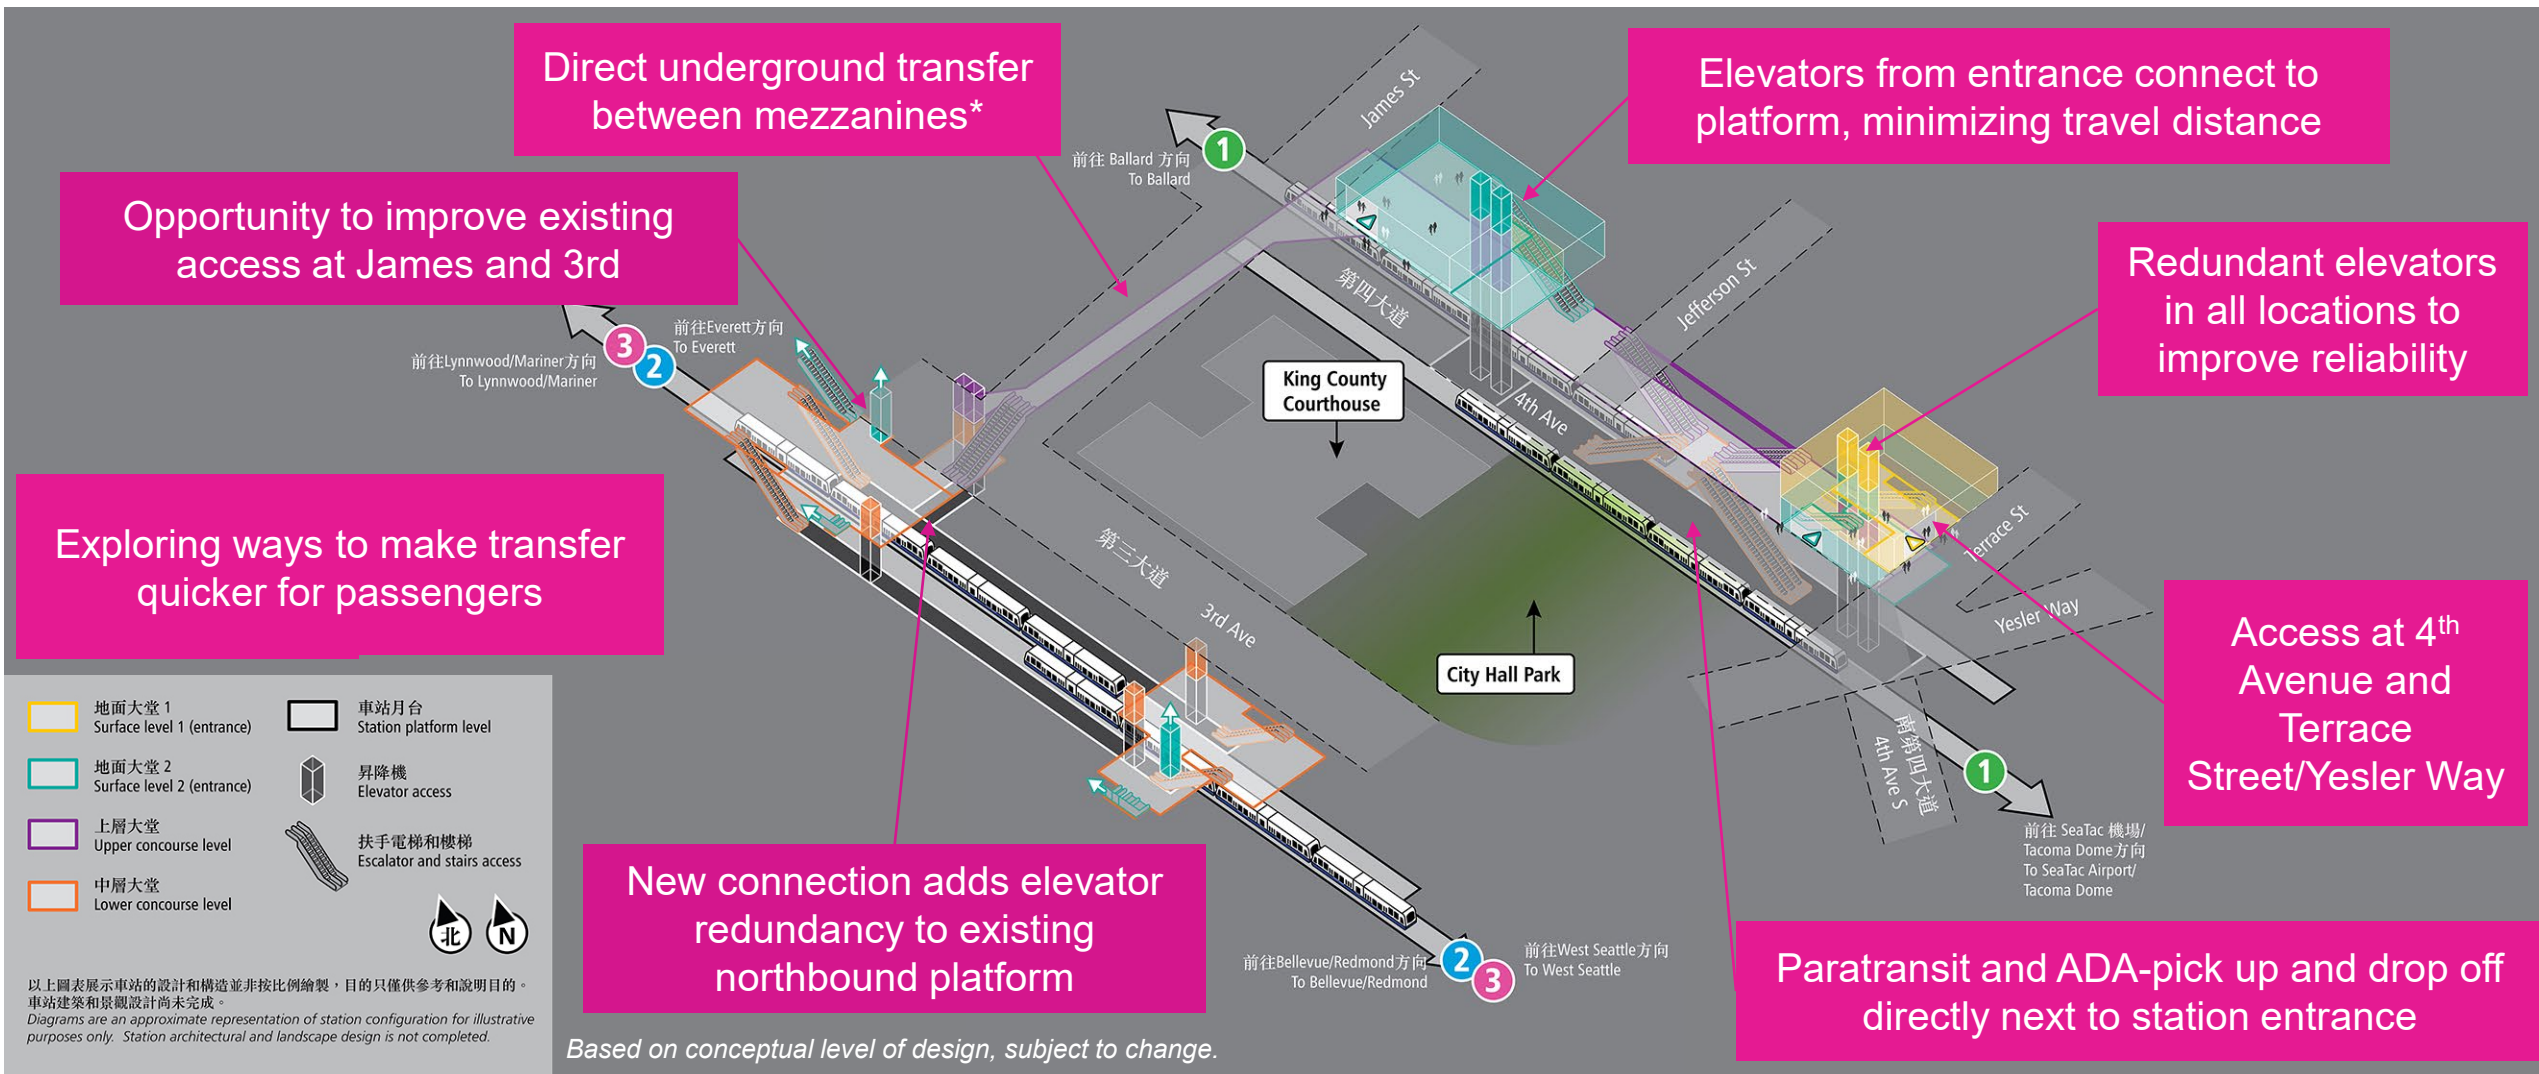 Direct underground transfer
between mezzanines*
Elevators from entrance connect to
platform, minimizing travel distance
Opportunity to improve existing
access at James and 3rd
Redundant elevators
in all locations to
improve reliability
Exploring ways to make transfer
quicker for passengers
Access at 4th
Avenue and
Terrace
Street/Yesler Way
New connection adds elevator
redundancy to existing
northbound platform
Paratransit and ADA-pick up and drop off
directly next to station entrance
James St
前往 Ballard 方向
To Ballard
1
Jefferson St
第四大道
4th Ave
前往Everett方向
To Everett
3
2
前往Lynnwood/Mariner方向
To Lynnwood/Mariner
King County
Courthouse
Terrace St
Yesler Way
第三大道
3rd Ave
City Hall Park
南第四大道
4th Ave S
1
前往 SeaTac 機場/
Tacoma Dome方向
To SeaTac Airport/
Tacoma Dome
前往Bellevue/Redmond方向
To Bellevue/Redmond
2
3
前往West Seattle方向
To West Seattle
地面大堂 1
Surface level 1 (entrance)
地面大堂 2
Surface level 2 (entrance)
上層大堂
Upper concourse level
中層大堂
Lower concourse level
車站月台
Station platform level
昇降機
Elevator access
扶手電梯和樓梯
Escalator and stairs access
北
N
以上圖表展示車站的設計和構造並非按比例繪製，目的只僅供參考和說明目的。
車站建築和景觀設計尚未完成。
Diagrams are an approximate representation of station configuration for illustrative
purposes only. Station architectural and landscape design is not completed.
Based on conceptual level of design, subject to change.